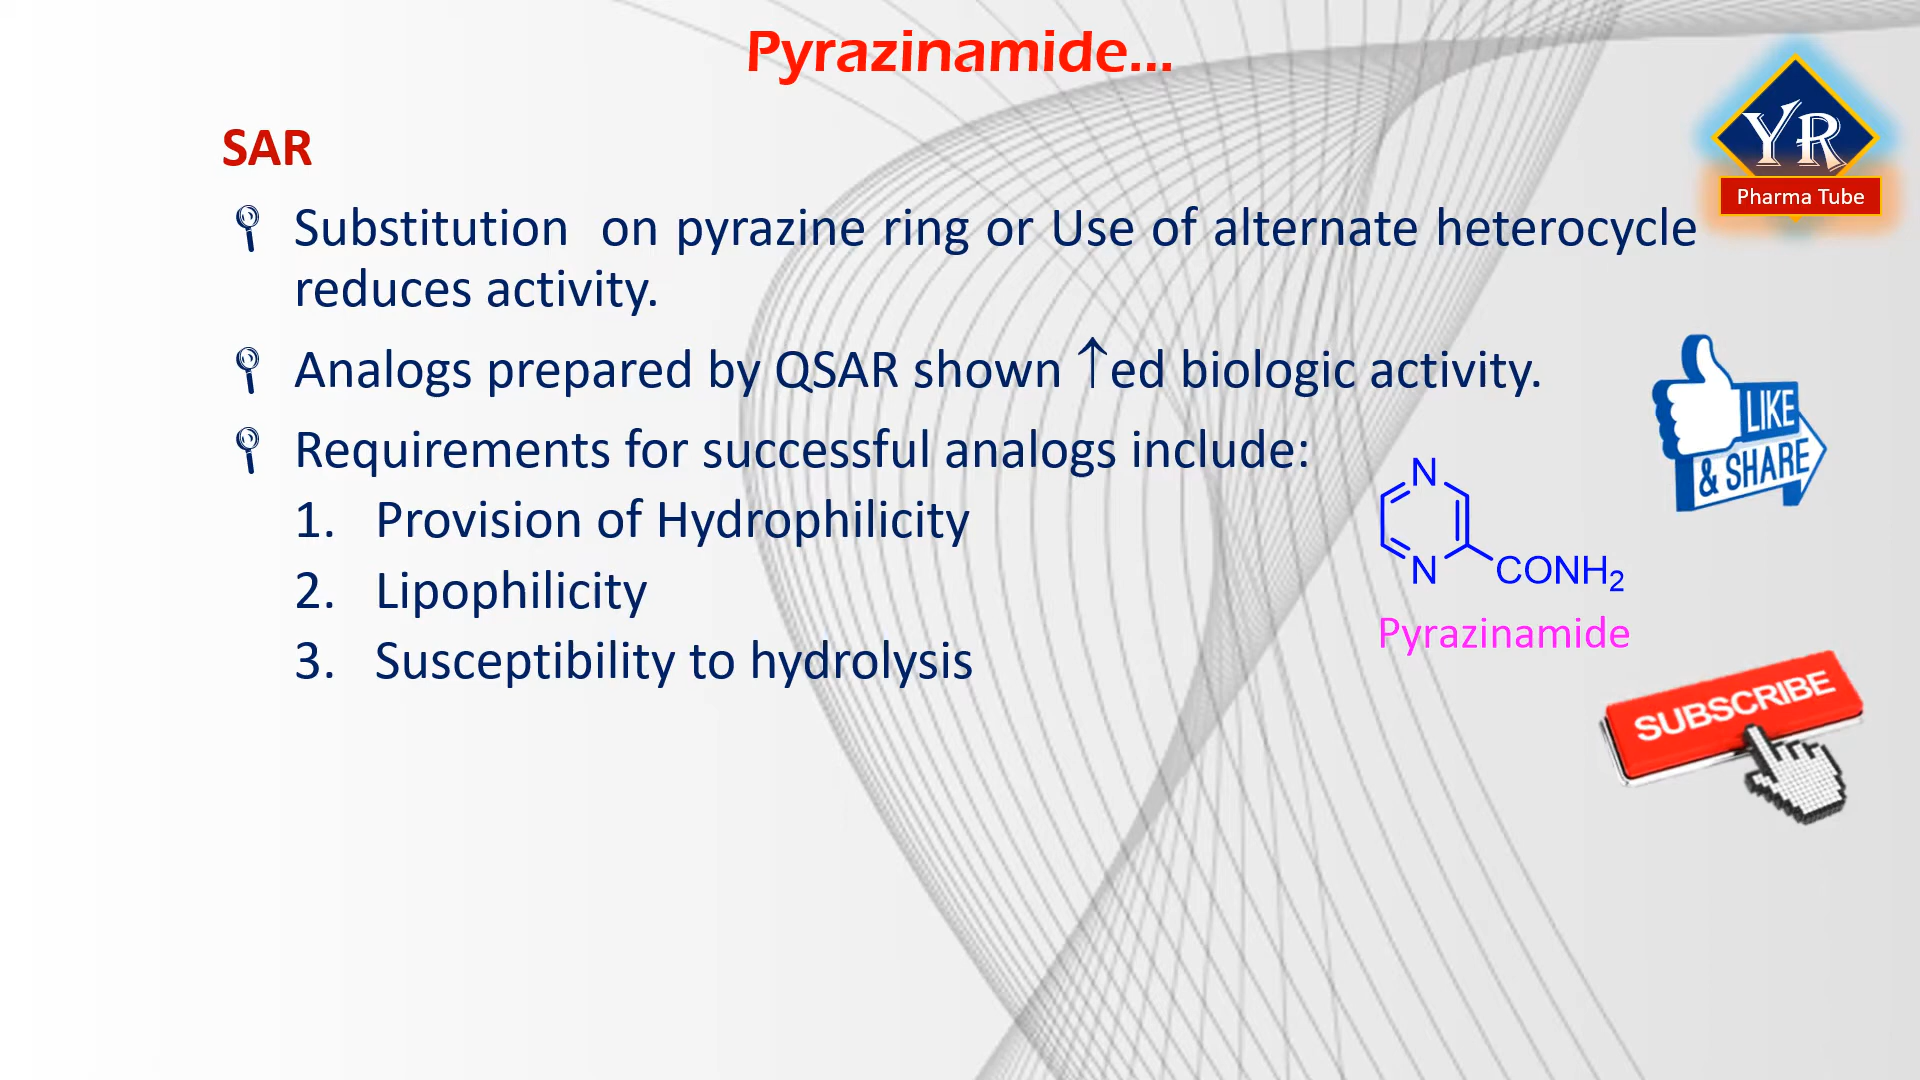 Pyrazinamide...
YR
Pharma Tube
SAR
Substitution on pyrazine ring or Use of alternate heterocycle
reduces activity.
Analogs prepared by QSAR shown ↑ed biologic activity.
Requirements for successful analogs include:
1. Provision of Hydrophilicity
2. Lipophilicity
3. Susceptibility to hydrolysis
LIKE
& SHARE
N
N
CONH₂
Pyrazinamide
SUBSCRIBE